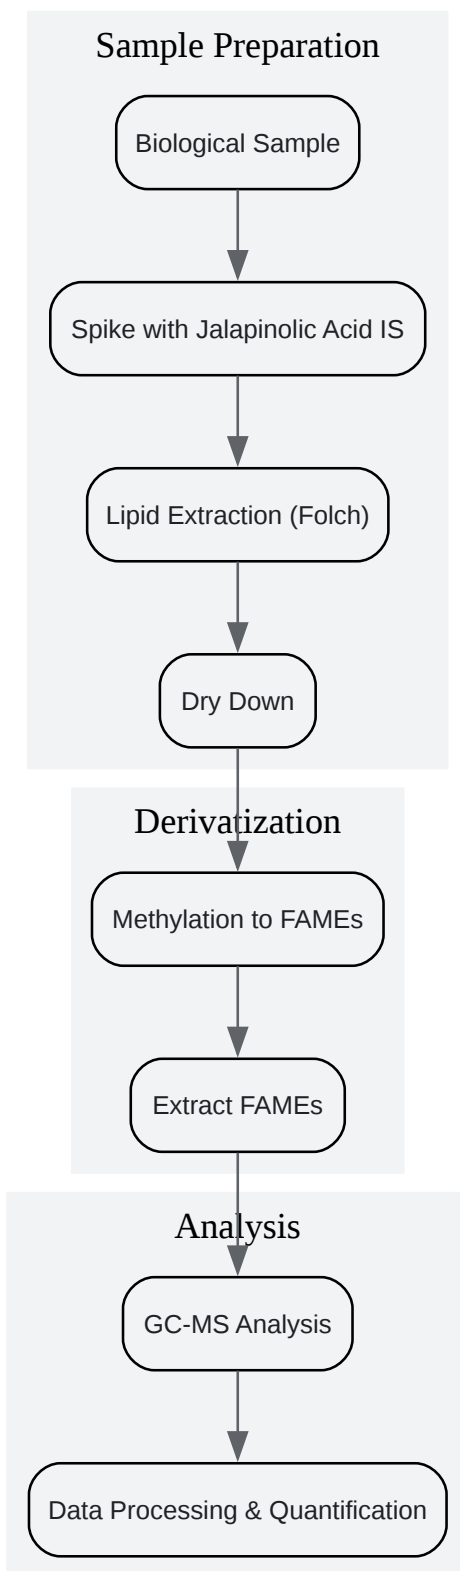 Sample Preparation
Biological Sample
Spike with Jalapinolic Acid IS
Lipid Extraction (Folch)
Dry Down
Derivatization
Methylation to FAMEs
Extract FAMEs
Analysis
GC-MS Analysis
Data Processing & Quantification